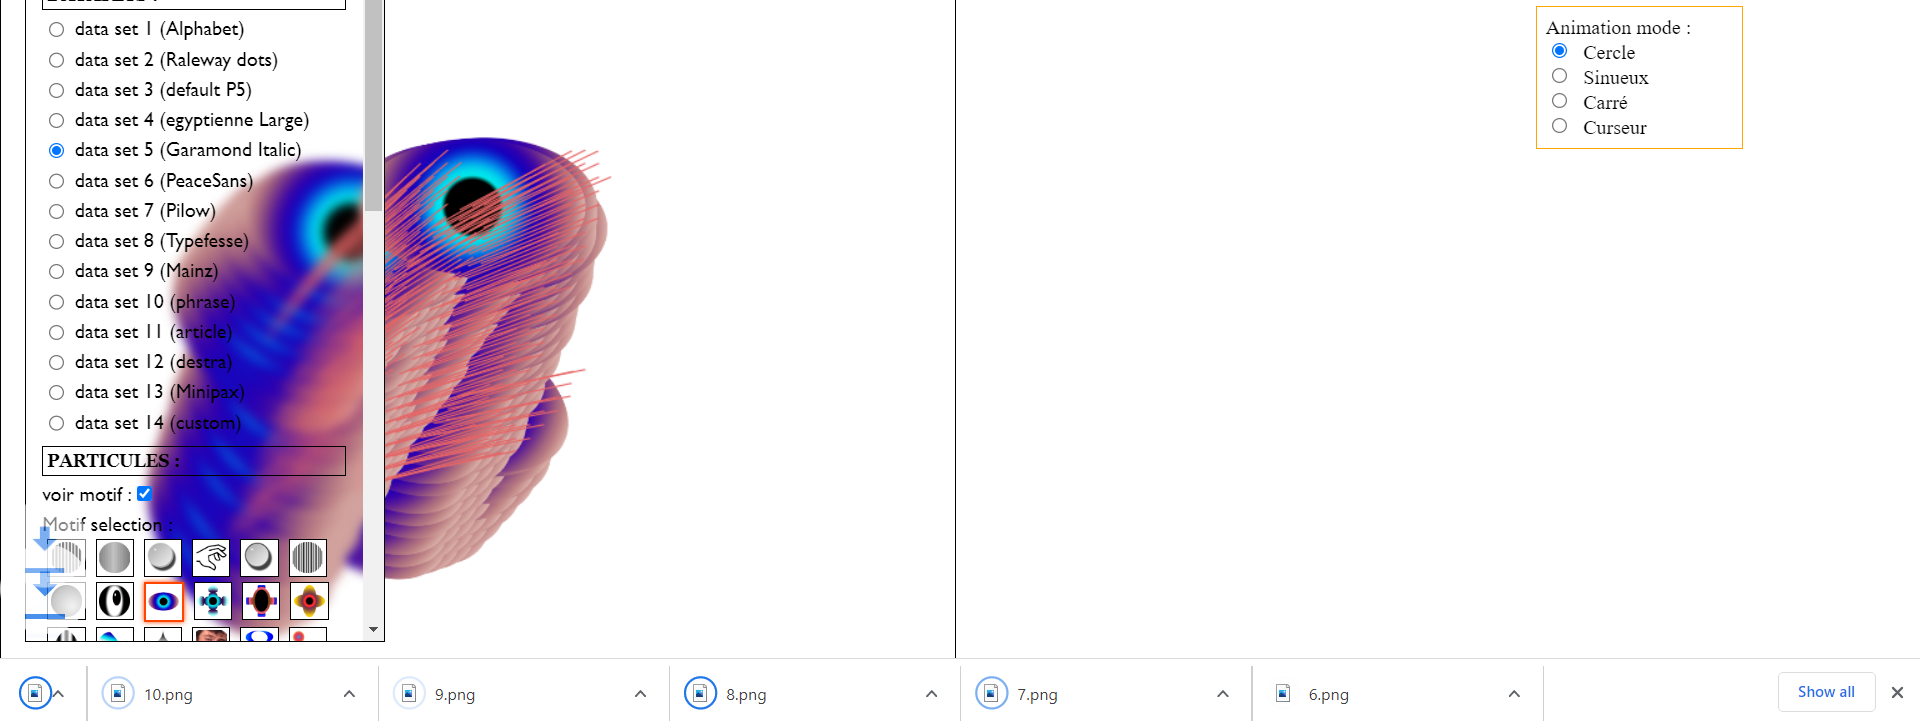 data set 1 (Alphabet)
data set 2 (Raleway dots)
data set 3 (default P5)
data set 4 (egyptienne Large)
data set 5 (Garamond Italic)
data set 6 (PeaceSans)
data set 7 (Pilow)
data set 8 (Typefesse)
data set 9 (Mainz)
data set 10 (phrase)
data set 11 (article)
data set 12 (destra)
data set 13 (Minipax)
data set 14 (custom)
PARTICULES :
voir motif :
Motif selection :
Animation mode :
Cercle
Sinueux
Carré
Curseur
10.png
9.png
8.png
7.png
6.png
Show all